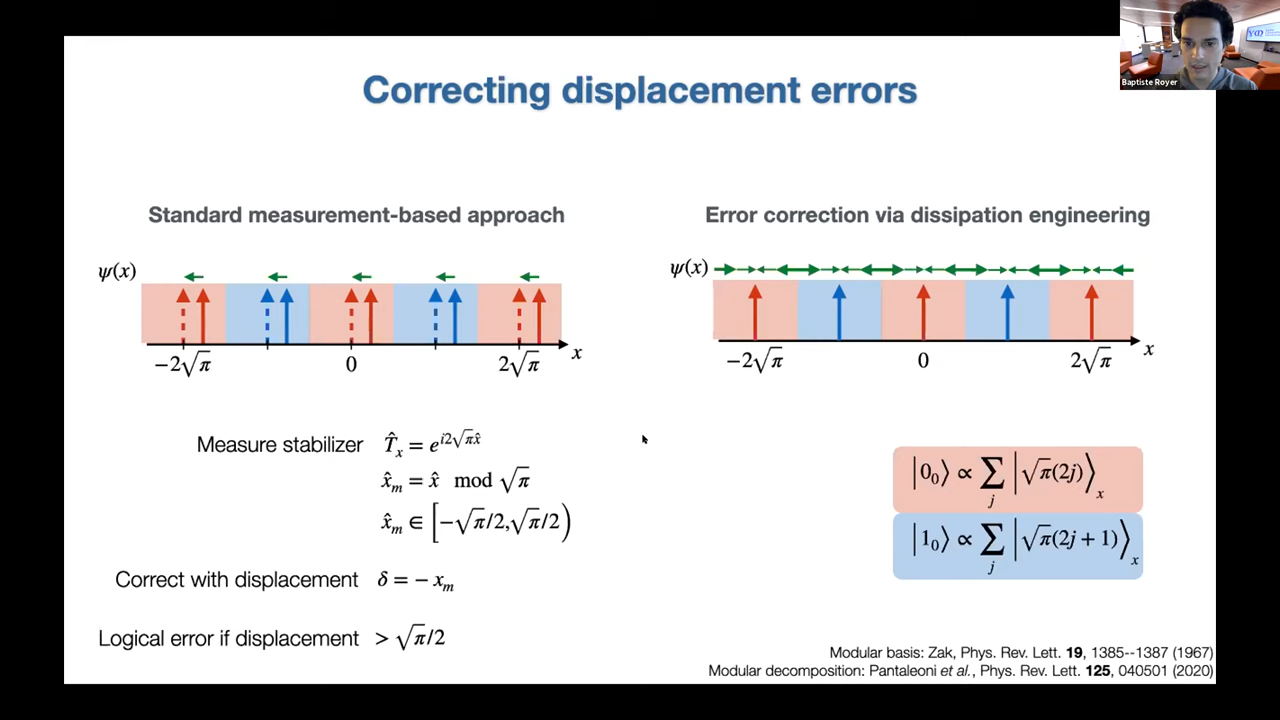 Correcting displacement errors
Baptiste Royer
Standard measurement-based approach
ψ(x)
−2√π 0 2√π x
Measure stabilizer T̂ₓ = e^{i2√π x̂}
x̂ₘ = x̂ mod √π
x̂ₘ ∈ [−√π/2,√π/2)
Correct with displacement δ = − xₘ
Logical error if displacement > √π/2
Error correction via dissipation engineering
ψ(x)
−2√π 0 2√π x
|0₀⟩ ∝ ∑ⱼ |√π(2j)⟩ₓ
|1₀⟩ ∝ ∑ⱼ |√π(2j + 1)⟩ₓ
Modular basis: Zak, Phys. Rev. Lett. 19, 1385--1387 (1967)
Modular decomposition: Pantaleoni et al., Phys. Rev. Lett. 125, 040501 (2020)